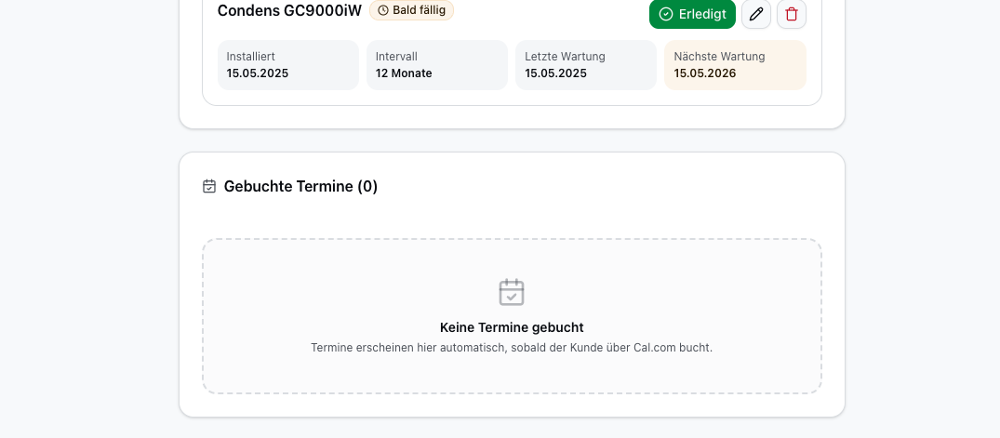 Condens GC9000iW
Bald fällig
Erledigt
Installiert
15.05.2025
Intervall
12 Monate
Letzte Wartung
15.05.2025
Nächste Wartung
15.05.2026
Gebuchte Termine (0)
Keine Termine gebucht
Termine erscheinen hier automatisch, sobald der Kunde über Cal.com bucht.